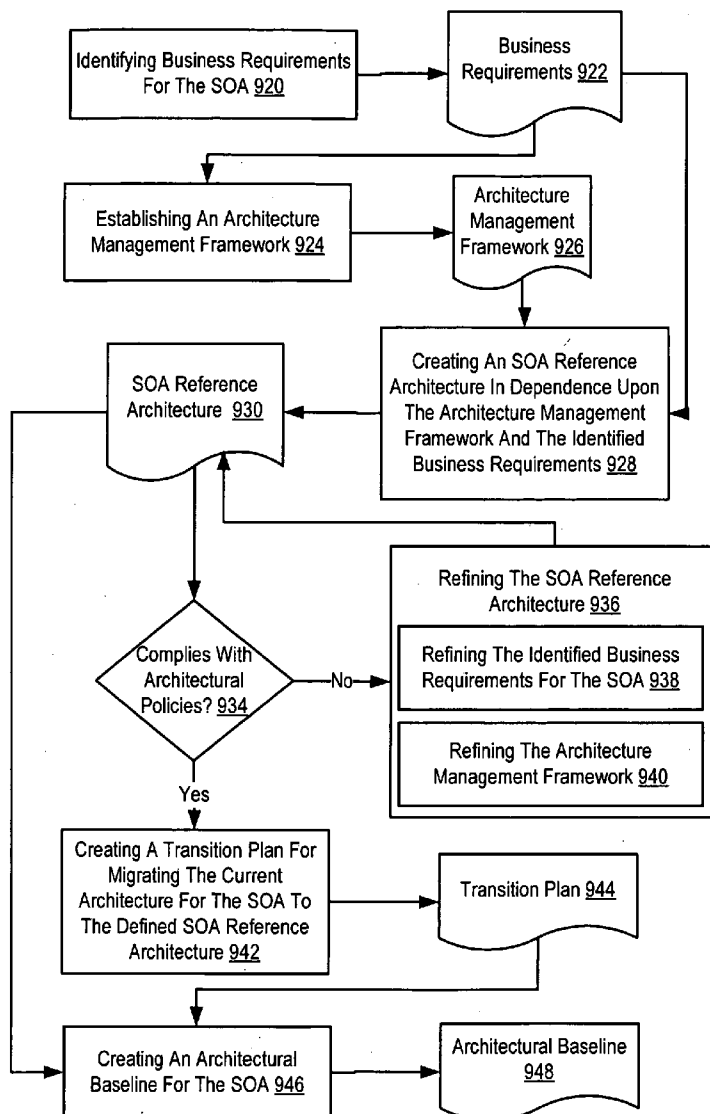 Identifying Business Requirements
For The SOA 920
Business
Requirements 922
Establishing An Architecture
Management Framework 924
Architecture
Management
Framework 926
SOA Reference
Architecture 930
Creating An SOA Reference
Architecture In Dependence Upon
The Architecture Management
Framework And The Identified
Business Requirements 928
Complies With
Architectural
Policies? 934
No
Yes
Refining The SOA Reference
Architecture 936
Refining The Identified Business
Requirements For The SOA 938
Refining The Architecture
Management Framework 940
Creating A Transition Plan For
Migrating The Current
Architecture For The SOA To
The Defined SOA Reference
Architecture 942
Transition Plan 944
Creating An Architectural
Baseline For The SOA 946
Architectural Baseline
948